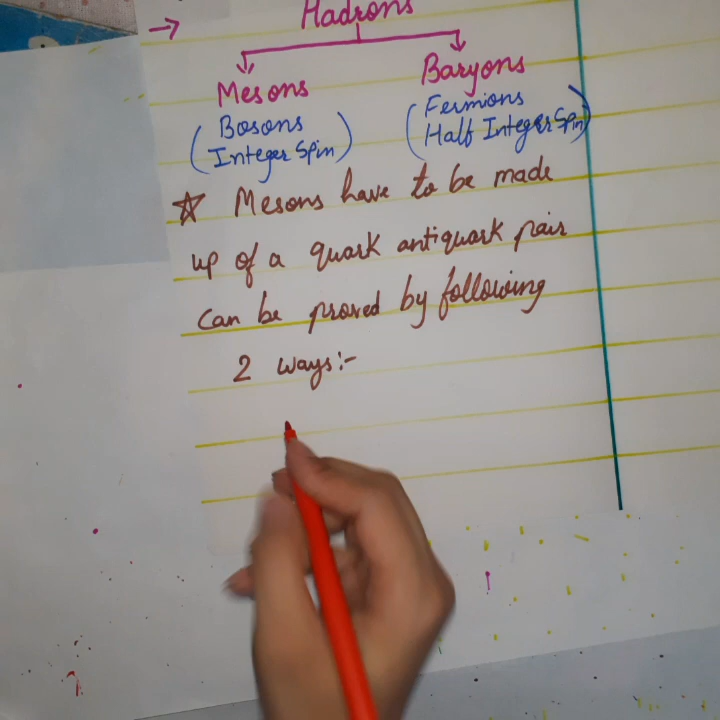 → Hadrons
Mesons Baryons
(Bosons (Fermions
Integer Spin) Half Integer Spin)
☆ Mesons have to be made
up of a quark antiquark pair
can be proved by following
2 ways:-